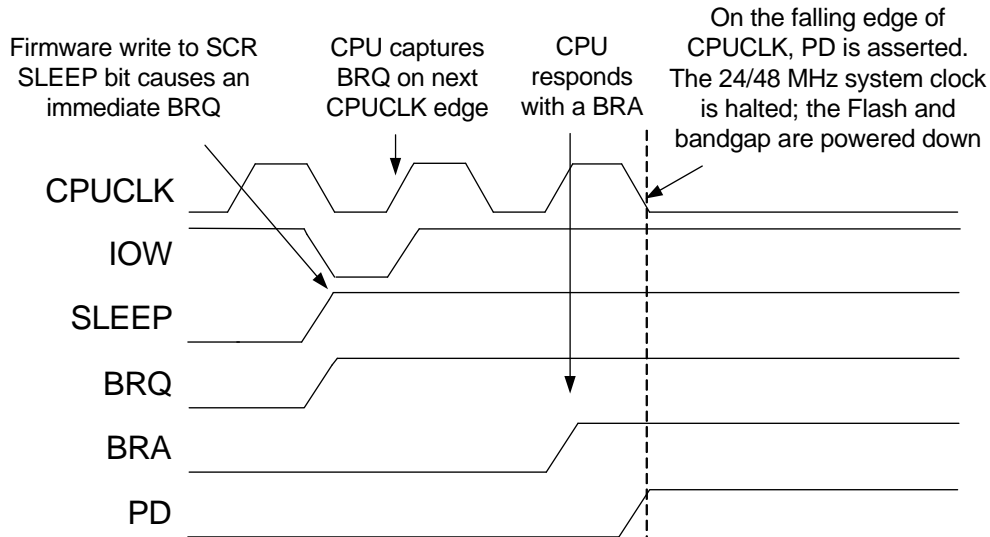 Firmware write to SCR
SLEEP bit causes an
immediate BRQ
CPU captures
BRQ on next
CPUCLK edge
CPU
responds
with a BRA
On the falling edge of
CPUCLK, PD is asserted.
The 24/48 MHz system clock
is halted; the Flash and
bandgap are powered down
CPUCLK
IOW
SLEEP
BRQ
BRA
PD